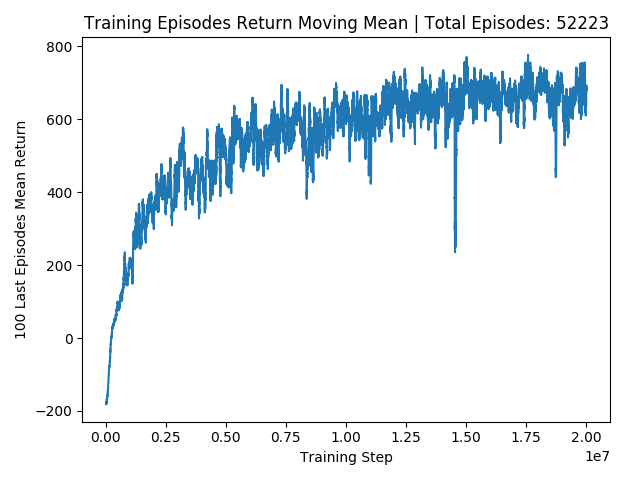 Training Episodes Return Moving Mean | Total Episodes: 52223
800
600
400
200
0
−200
100 Last Episodes Mean Return
0.00 0.25 0.50 0.75 1.00 1.25 1.50 1.75 2.00
1e7
Training Step